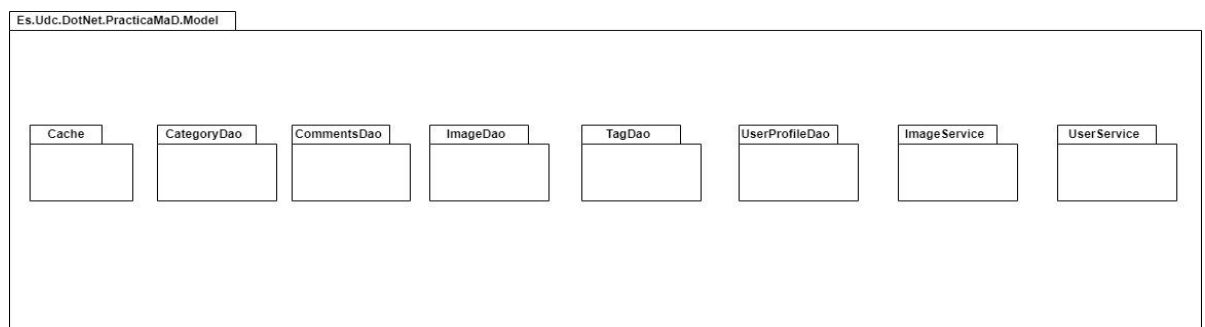 Es.Udc.DotNet.PracticaMaD.Model
Cache
CategoryDao
CommentsDao
ImageDao
TagDao
UserProfileDao
ImageService
UserService